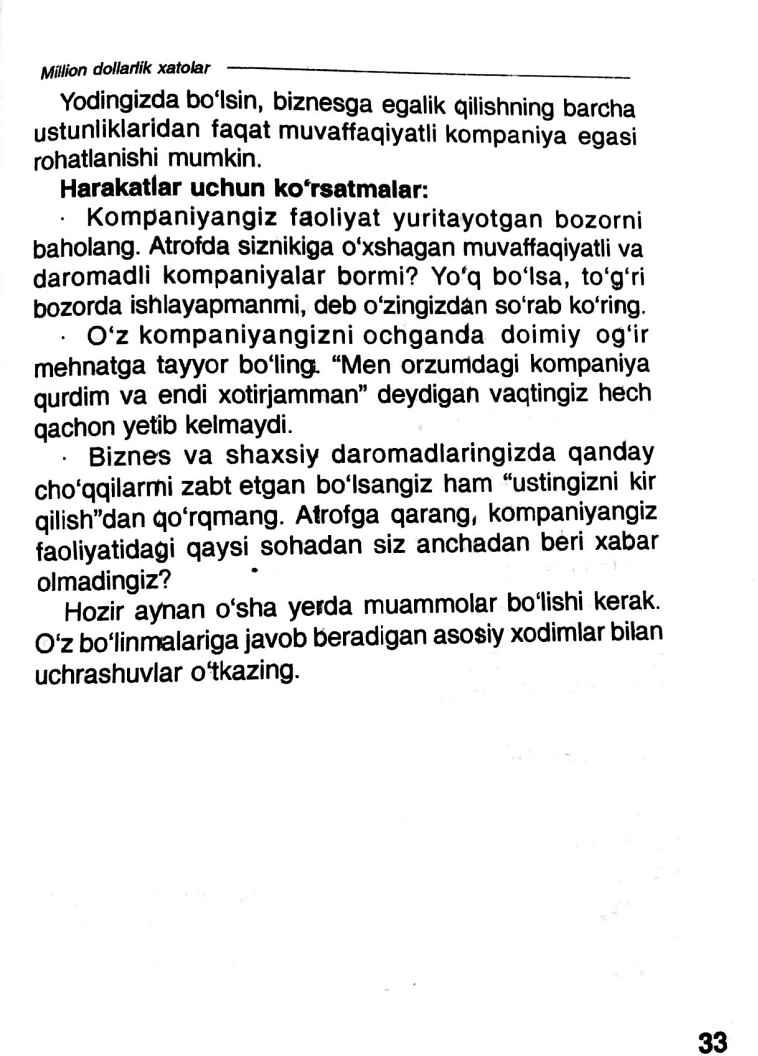 Million dollarlik xatolar
Yodingizda bo‘lsin, biznesga egalik qilishning barcha
ustunliklaridan faqat muvaffaqiyatli kompaniya egasi
rohatlanishi mumkin.
Harakatlar uchun ko‘rsatmalar:
· Kompaniyangiz faoliyat yuritayotgan bozorni
baholang. Atrofda siznikiga o‘xshagan muvaffaqiyatli va
daromadli kompaniyalar bormi? Yo‘q bo‘lsa, to‘g‘ri
bozorda ishlayapmanmi, deb o‘zingizdan so‘rab ko‘ring.
· O‘z kompaniyangizni ochganda doimiy og‘ir
mehnatga tayyor bo‘ling. “Men orzumdagi kompaniya
qurdim va endi xotirjamman” deydigan vaqtingiz hech
qachon yetib kelmaydi.
· Biznes va shaxsiy daromadlaringizda qanday
cho‘qqilarni zabt etgan bo‘lsangiz ham “ustingizni kir
qilish”dan qo‘rqmang. Atrofga qarang, kompaniyangiz
faoliyatidagi qaysi sohadan siz anchadan beri xabar
olmadingiz?
Hozir aynan o‘sha yerda muammolar bo‘lishi kerak.
O‘z bo‘linmalariga javob beradigan asosiy xodimlar bilan
uchrashuvlar o‘tkazing.
33